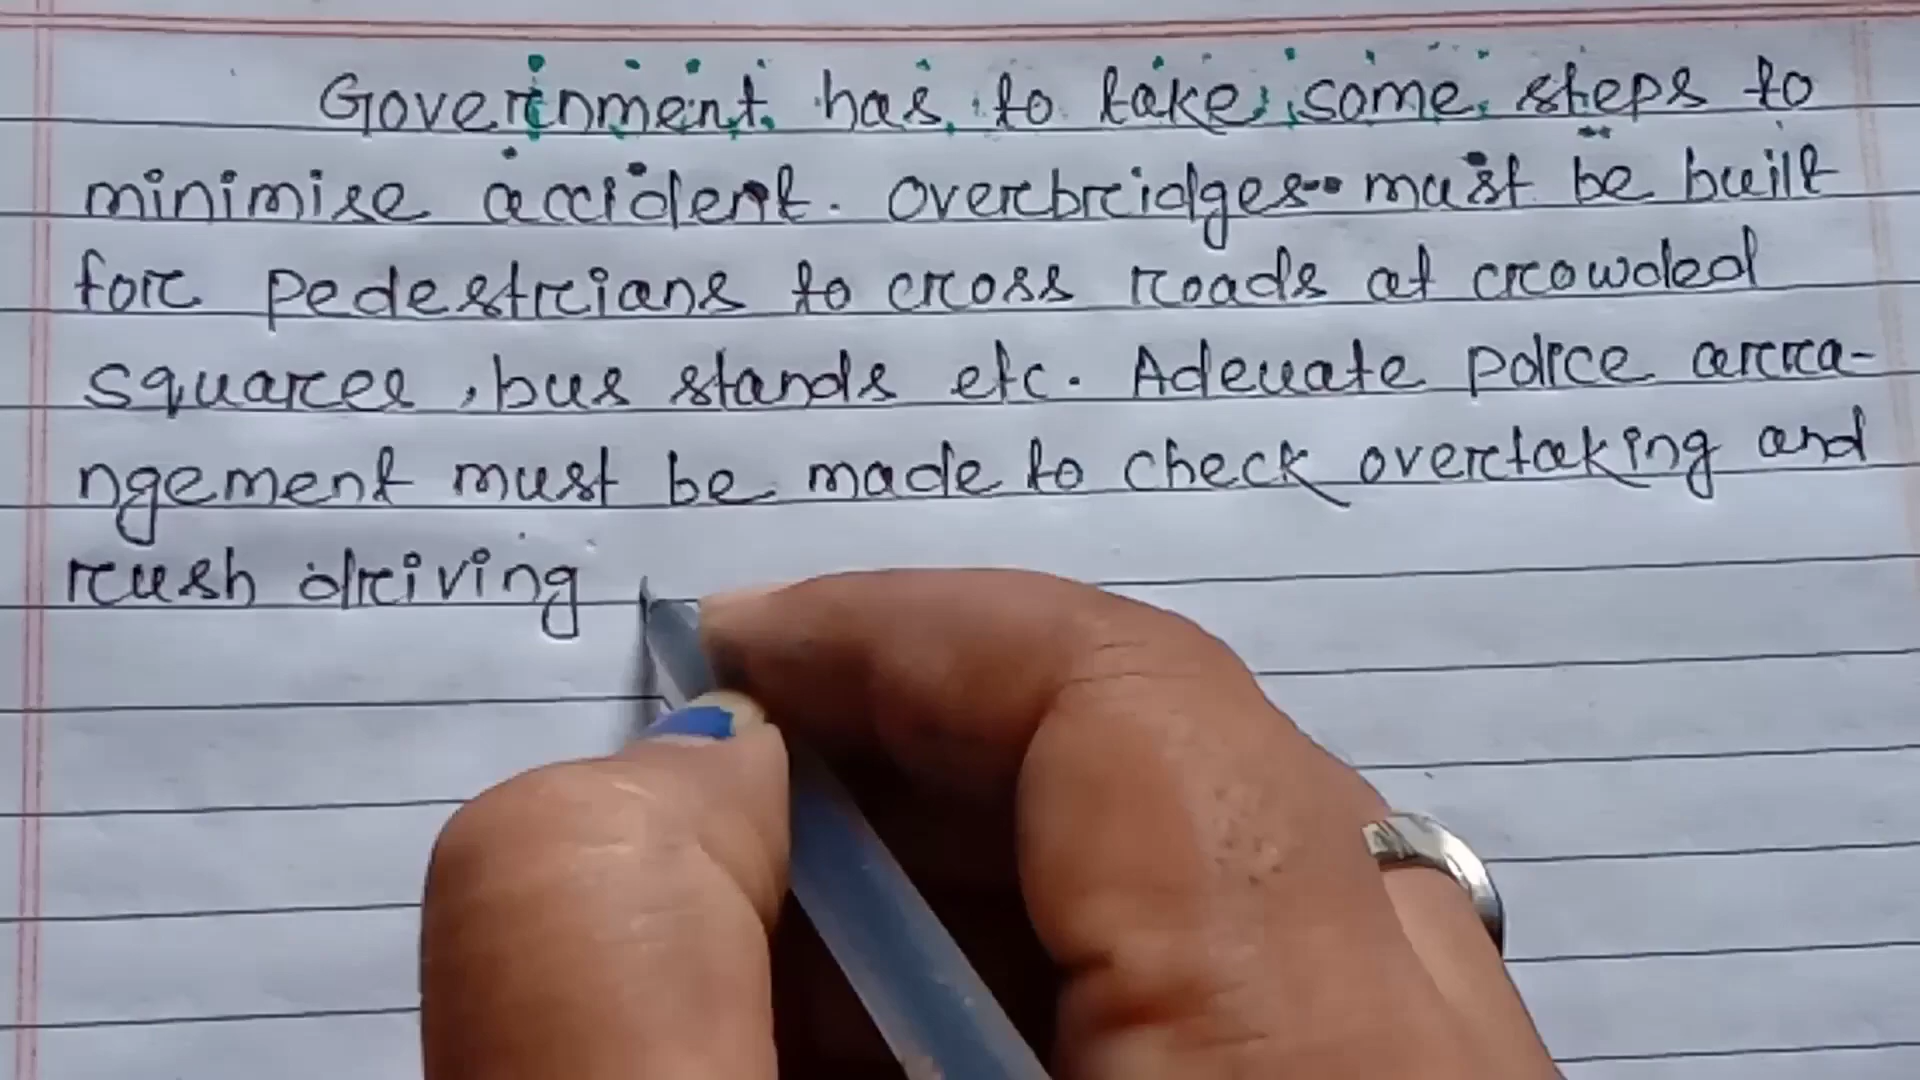 Government has to take some steps to
minimise accident. overbridges must be built
for pedestrians to cross roads at crowded
squares, bus stands etc. Adeuate police arra-
ngement must be made to check overtaking and
rush driving